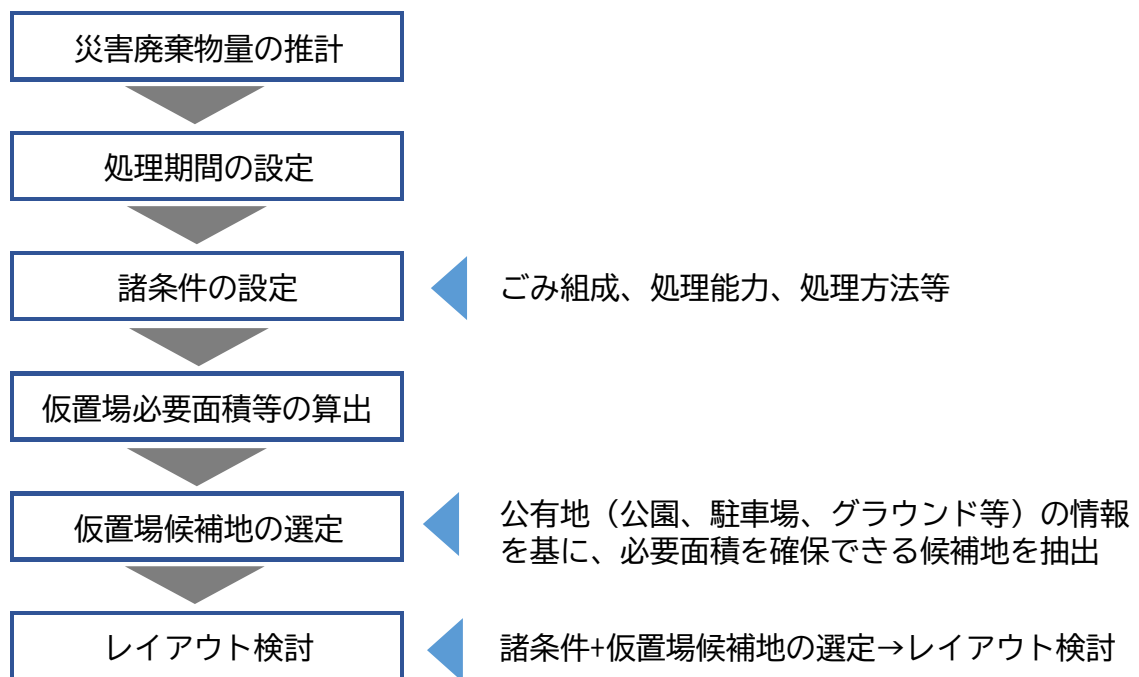 災害廃棄物量の推計
処理期間の設定
諸条件の設定
ごみ組成、処理能力、処理方法等
仮置場必要面積等の算出
仮置場候補地の選定
公有地（公園、駐車場、グラウンド等）の情報
を基に、必要面積を確保できる候補地を抽出
レイアウト検討
諸条件+仮置場候補地の選定→レイアウト検討